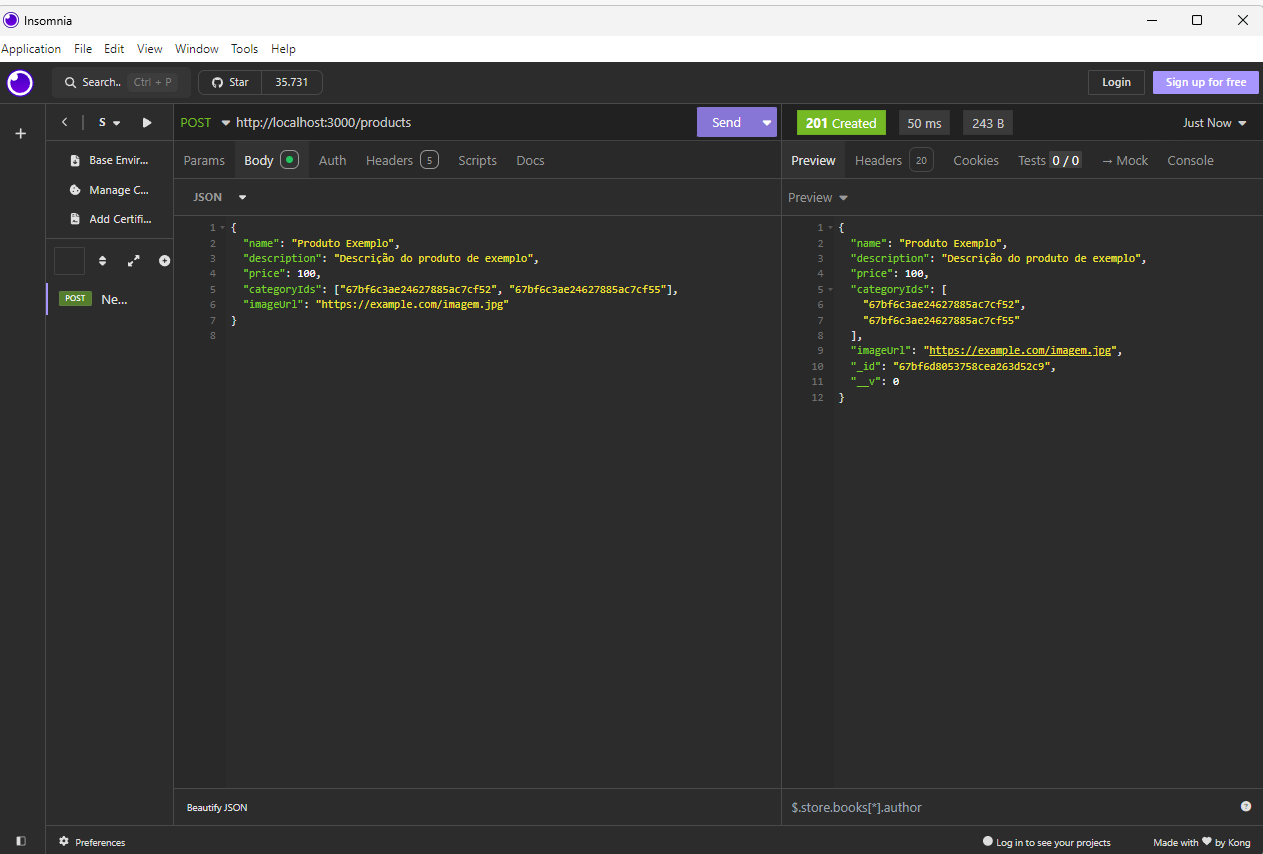 Insomnia
Application File Edit View Window Tools Help
Search.. Ctrl + P Star 35.731 Login Sign up for free
S POST http://localhost:3000/products Send 201 Created 50 ms 243 B Just Now
Base Envir... Params Body Auth Headers 5 Scripts Docs Preview Headers 20 Cookies Tests 0 / 0 → Mock Console
Manage C... JSON Preview
Add Certifi...
POST Ne...
1 {
2 "name": "Produto Exemplo",
3 "description": "Descrição do produto de exemplo",
4 "price": 100,
5 "categoryIds": ["67bf6c3ae24627885ac7cf52", "67bf6c3ae24627885ac7cf55"],
6 "imageUrl": "https://example.com/imagem.jpg"
7 }
8
1 {
2 "name": "Produto Exemplo",
3 "description": "Descrição do produto de exemplo",
4 "price": 100,
5 "categoryIds": [
6 "67bf6c3ae24627885ac7cf52",
7 "67bf6c3ae24627885ac7cf55"
8 ],
9 "imageUrl": "https://example.com/imagem.jpg",
10 "_id": "67bf6d8053758cea263d52c9",
11 "__v": 0
12 }
Beautify JSON $.store.books[*].author
Preferences Log in to see your projects Made with ❤ by Kong